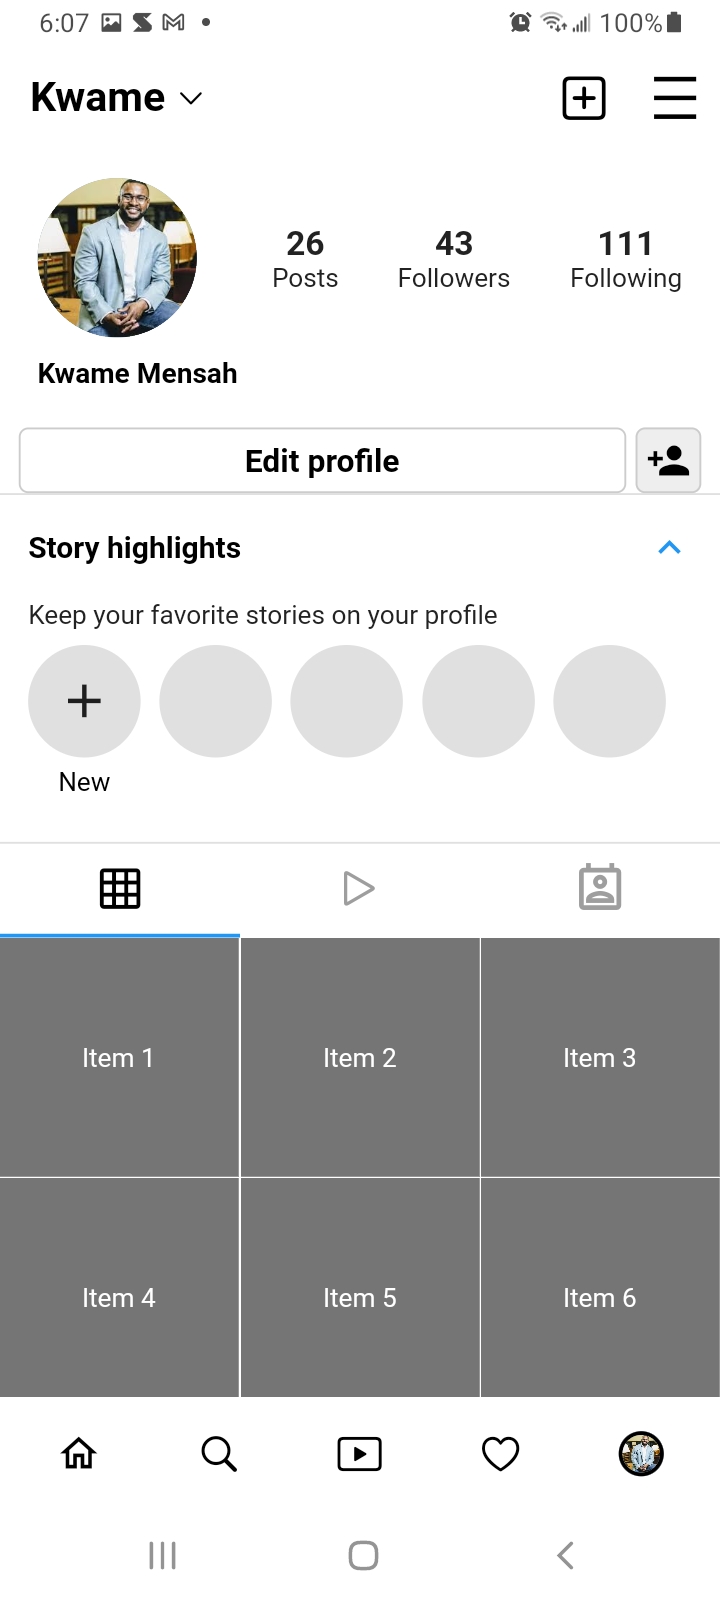 6:07 100%
Kwame
26 43 111
Posts Followers Following
Kwame Mensah
Edit profile
Story highlights
Keep your favorite stories on your profile
New
Item 1 Item 2 Item 3
Item 4 Item 5 Item 6